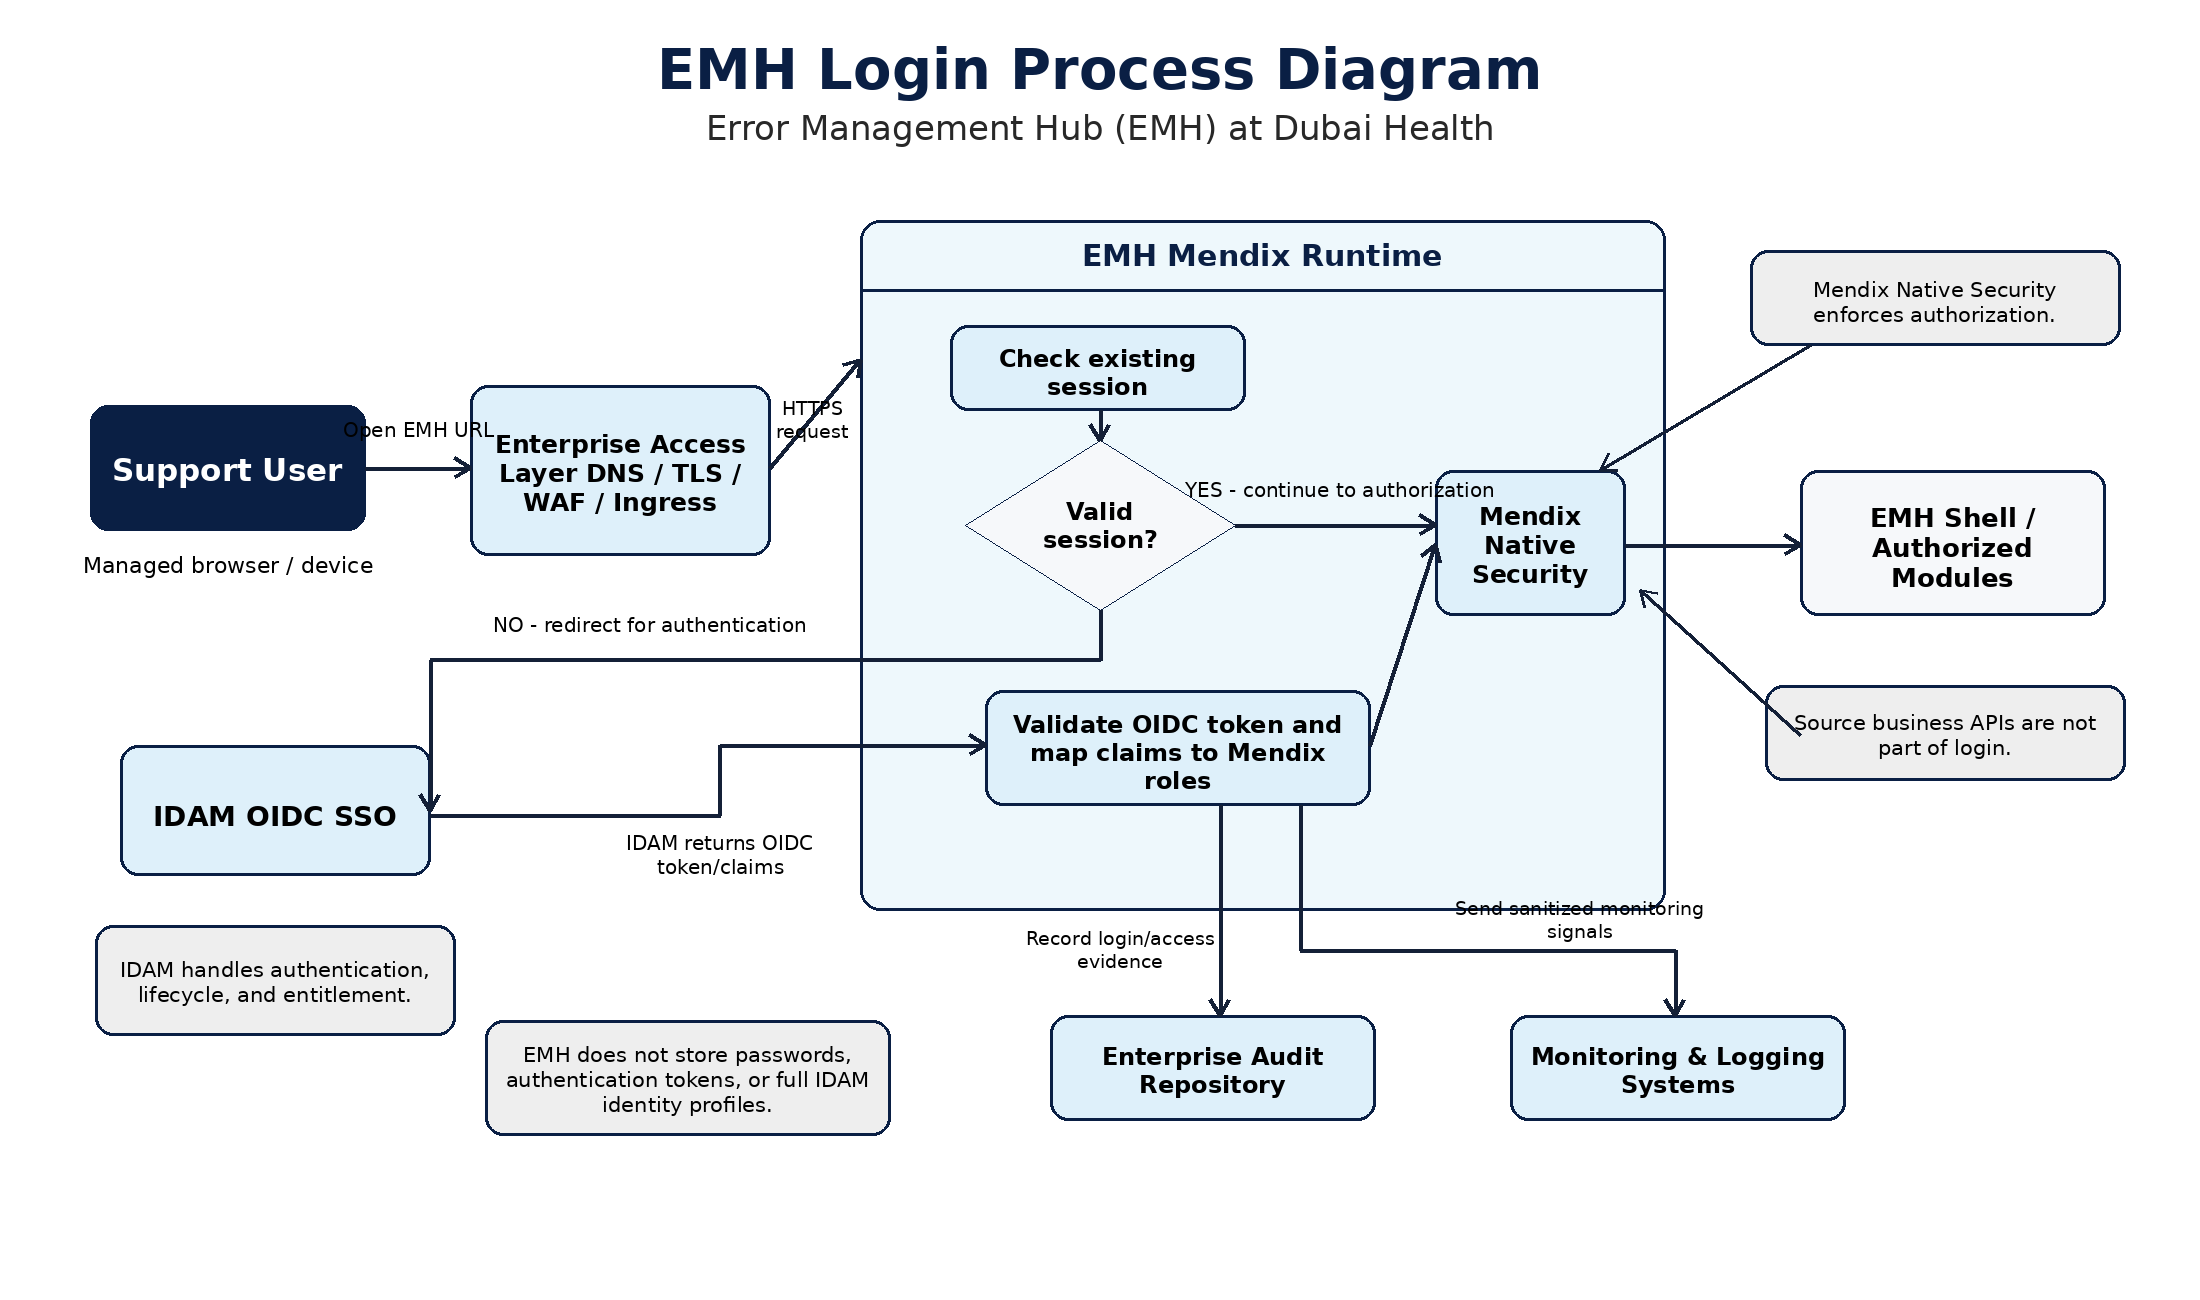 EMH Login Process Diagram
Error Management Hub (EMH) at Dubai Health
EMH Mendix Runtime
Mendix Native Security
enforces authorization.
Check existing
session
HTTPS
request
Open EMH URL
Support User
Enterprise Access
Layer DNS / TLS /
WAF / Ingress
Managed browser / device
Valid
session?
YES - continue to authorization
Mendix
Native
Security
EMH Shell /
Authorized
Modules
NO - redirect for authentication
Source business APIs are not
part of login.
Validate OIDC token and
map claims to Mendix
roles
IDAM OIDC SSO
IDAM returns OIDC
token/claims
Send sanitized monitoring
signals
Record login/access
evidence
IDAM handles authentication,
lifecycle, and entitlement.
EMH does not store passwords,
authentication tokens, or full IDAM
identity profiles.
Enterprise Audit
Repository
Monitoring & Logging
Systems